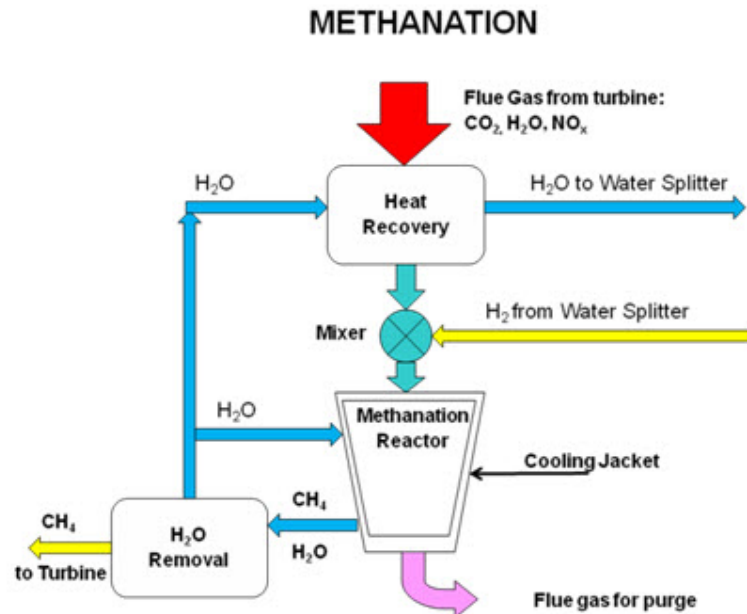 METHANATION
Flue Gas from turbine:
CO₂, H₂O, NOₓ
H₂O
Heat
Recovery
H₂O to Water Splitter
Mixer
H₂ from Water Splitter
H₂O
Methanation
Reactor
Cooling Jacket
CH₄
H₂O
CH₄
to Turbine
H₂O
Removal
Flue gas for purge